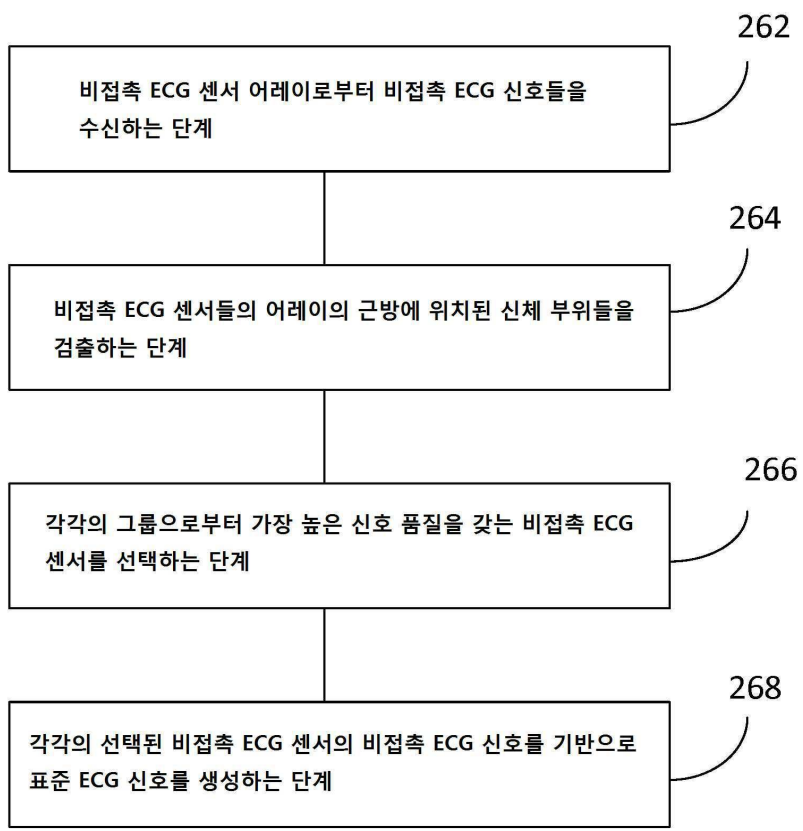 262
비접촉 ECG 센서 어레이로부터 비접촉 ECG 신호들을
수신하는 단계
264
비접촉 ECG 센서들의 어레이의 근방에 위치된 신체 부위들을
검출하는 단계
266
각각의 그룹으로부터 가장 높은 신호 품질을 갖는 비접촉 ECG
센서를 선택하는 단계
268
각각의 선택된 비접촉 ECG 센서의 비접촉 ECG 신호를 기반으로
표준 ECG 신호를 생성하는 단계